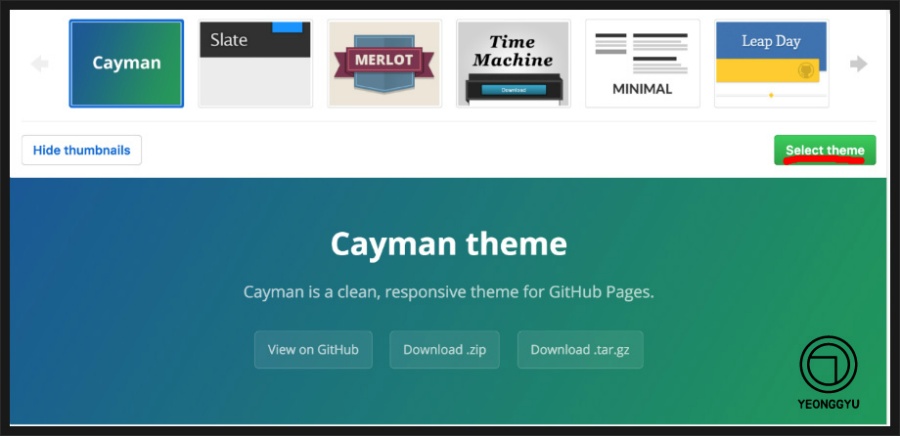 Cayman
Slate
MERLOT
Time
Machine
Download
MINIMAL
Leap Day
Hide thumbnails
Select theme
Cayman theme
Cayman is a clean, responsive theme for GitHub Pages.
View on GitHub
Download .zip
Download .tar.gz
YEONGGYU